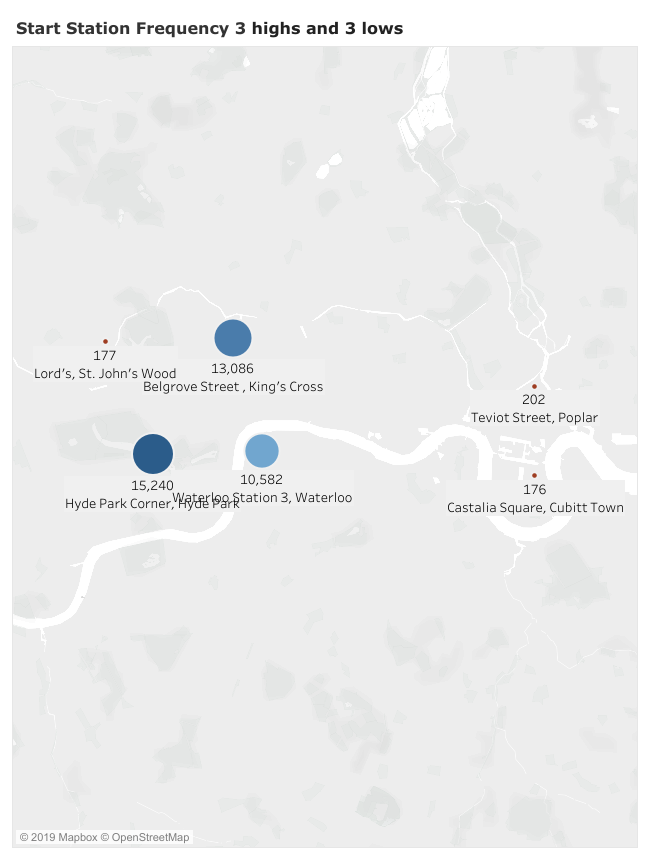 Start Station Frequency 3 highs and 3 lows
177
Lord's, St. John's Wood
13,086
Belgrove Street , King's Cross
202
Teviot Street, Poplar
15,240
Hyde Park Corner, Hyde Park
10,582
Waterloo Station 3, Waterloo
176
Castalia Square, Cubitt Town
© 2019 Mapbox © OpenStreetMap